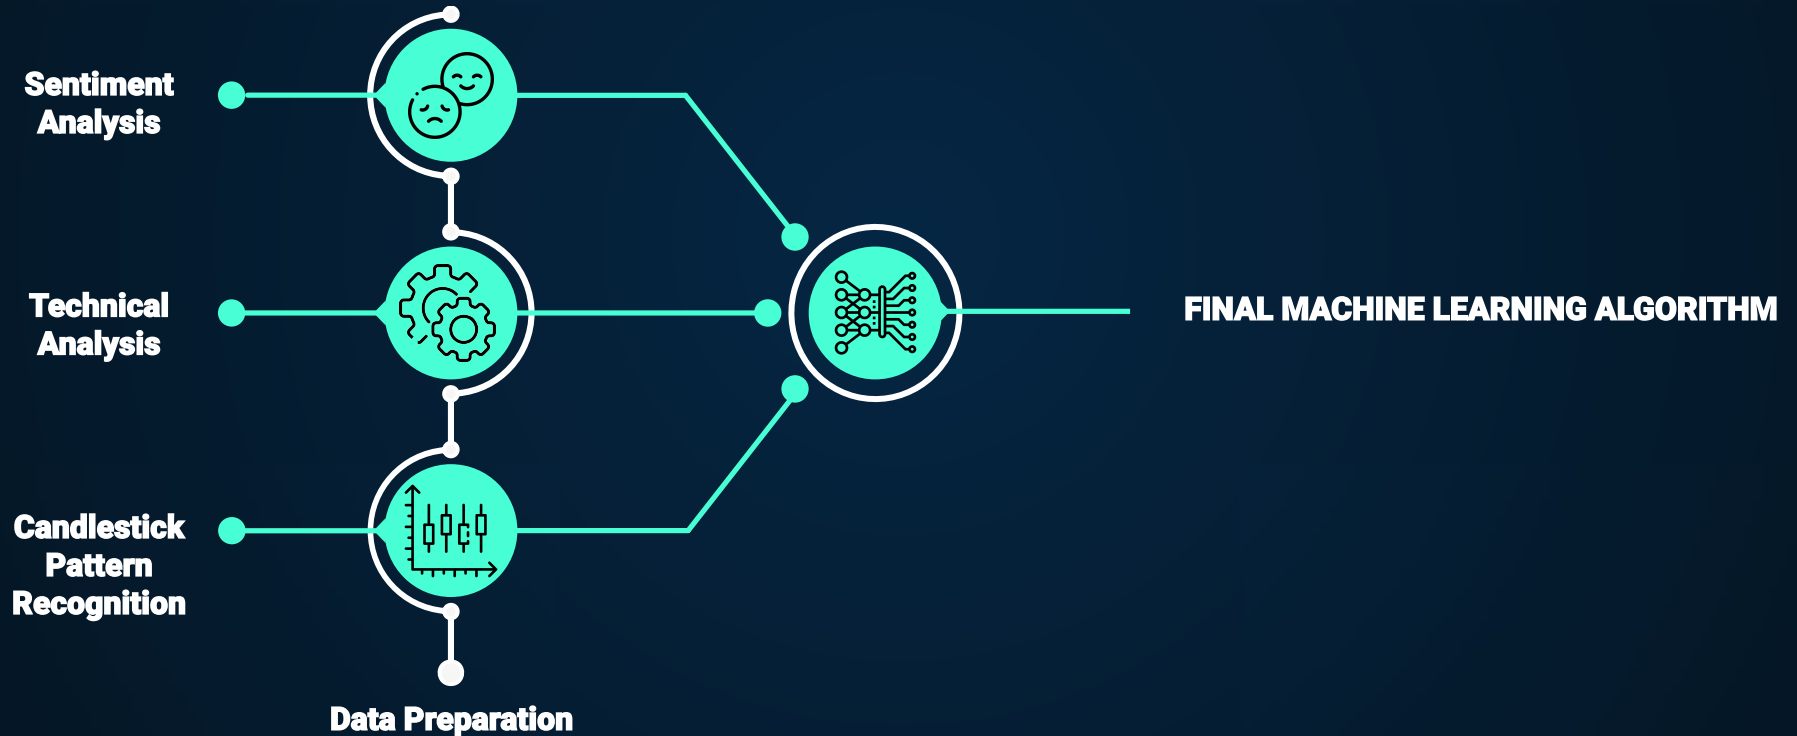 Sentiment
Analysis
Technical
Analysis
FINAL MACHINE LEARNING ALGORITHM
Candlestick
Pattern
Recognition
Data Preparation